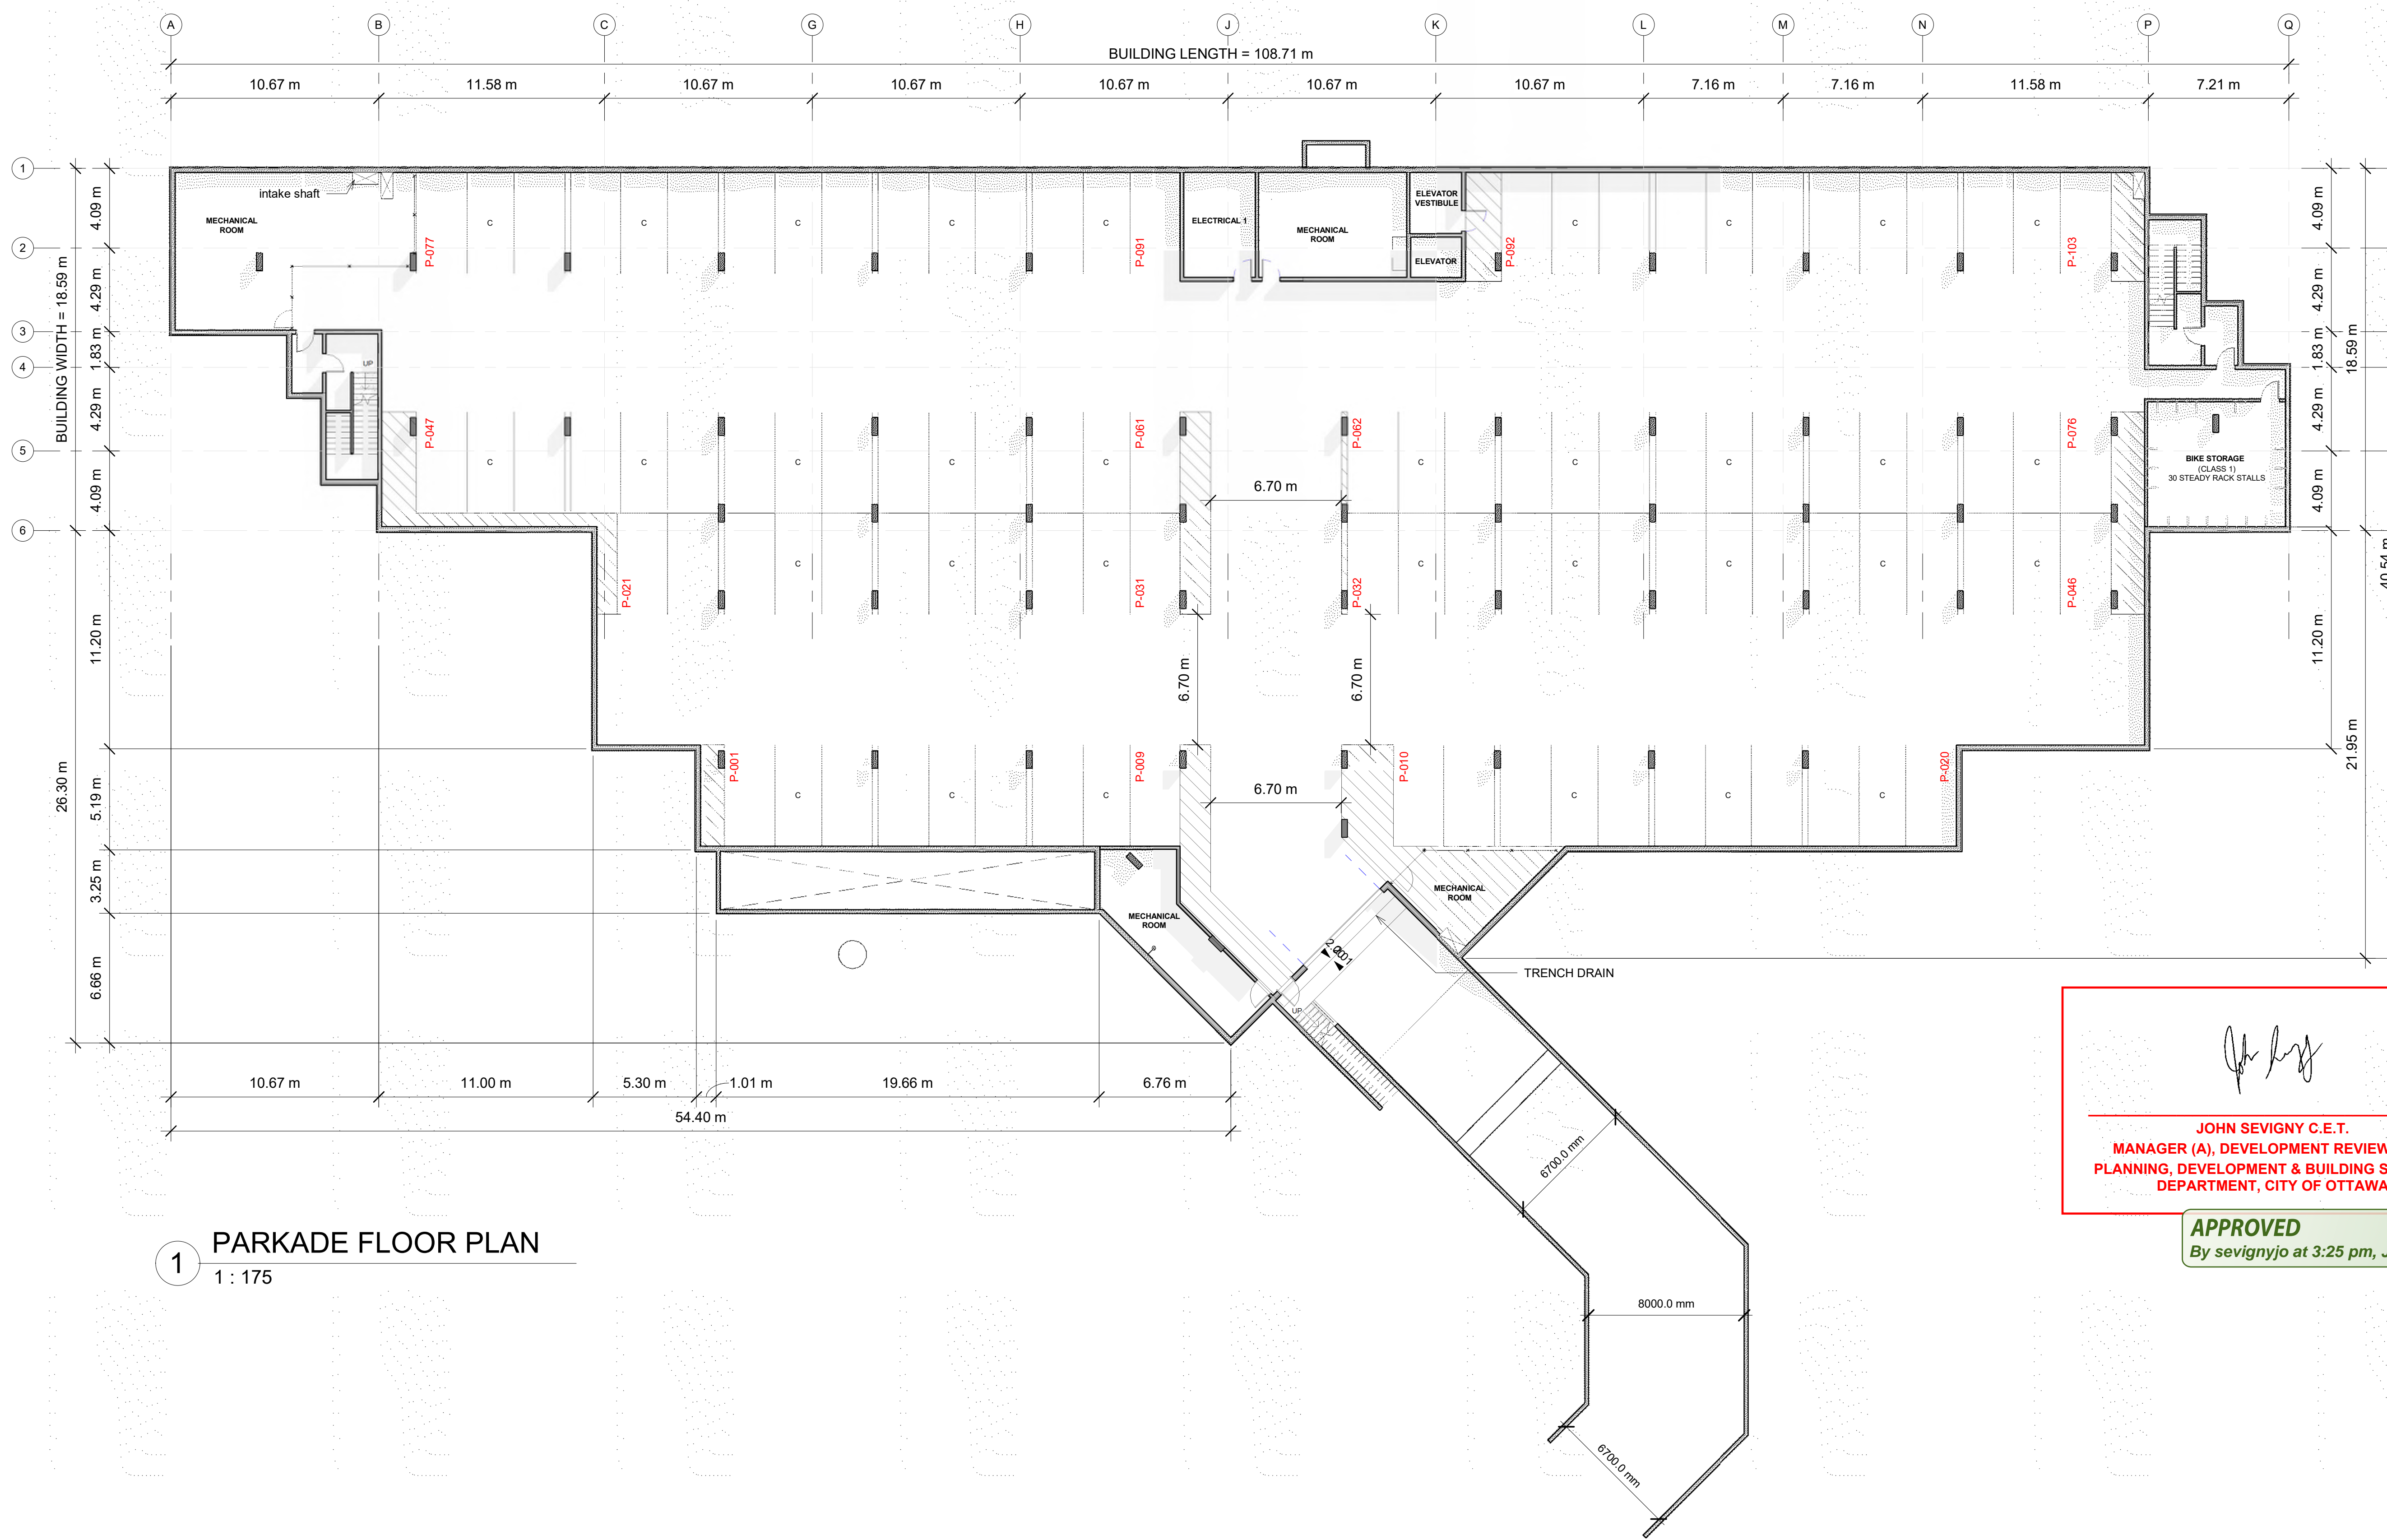 A B C G H J K L M N P Q
BUILDING LENGTH = 108.71 m
10.67 m 11.58 m 10.67 m 10.67 m 10.67 m 10.67 m 10.67 m 7.16 m 7.16 m 11.58 m 7.21 m
1
2
3
4
5
6
BUILDING WIDTH = 18.59 m
26.30 m
4.09 m
4.29 m
1.83 m
4.29 m
4.09 m
11.20 m
5.19 m
3.25 m
6.66 m
intake shaft
MECHANICAL
ROOM
P-077
C C C C C
P-091
ELECTRICAL 1
MECHANICAL
ROOM
ELEVATOR
VESTIBULE
ELEVATOR
P-092
C C C C
P-103
UP
P-047
C C C C C
P-061
P-062
C C C C C
P-076
6.70 m
BIKE STORAGE
(CLASS 1)
30 STEADY RACK STALLS
P-021
C C C
P-031
P-032
C C C C C
P-046
6.70 m
6.70 m
P-001
C C C
P-009
6.70 m
P-010
C C C
P-020
MECHANICAL
ROOM
MECHANICAL
ROOM
TRENCH DRAIN
UP
4.09 m
4.29 m
1.83 m
4.29 m
4.09 m
11.20 m
18.59 m
40.54 m
21.95 m
10.67 m 11.00 m 5.30 m 1.01 m 19.66 m 6.76 m
54.40 m
6700.0 mm
8000.0 mm
6700.0 mm
1
PARKADE FLOOR PLAN
1 : 175
JOHN SEVIGNY C.E.T.
MANAGER (A), DEVELOPMENT REVIEW
PLANNING, DEVELOPMENT & BUILDING S
DEPARTMENT, CITY OF OTTAWA
APPROVED
By sevignyjo at 3:25 pm, J